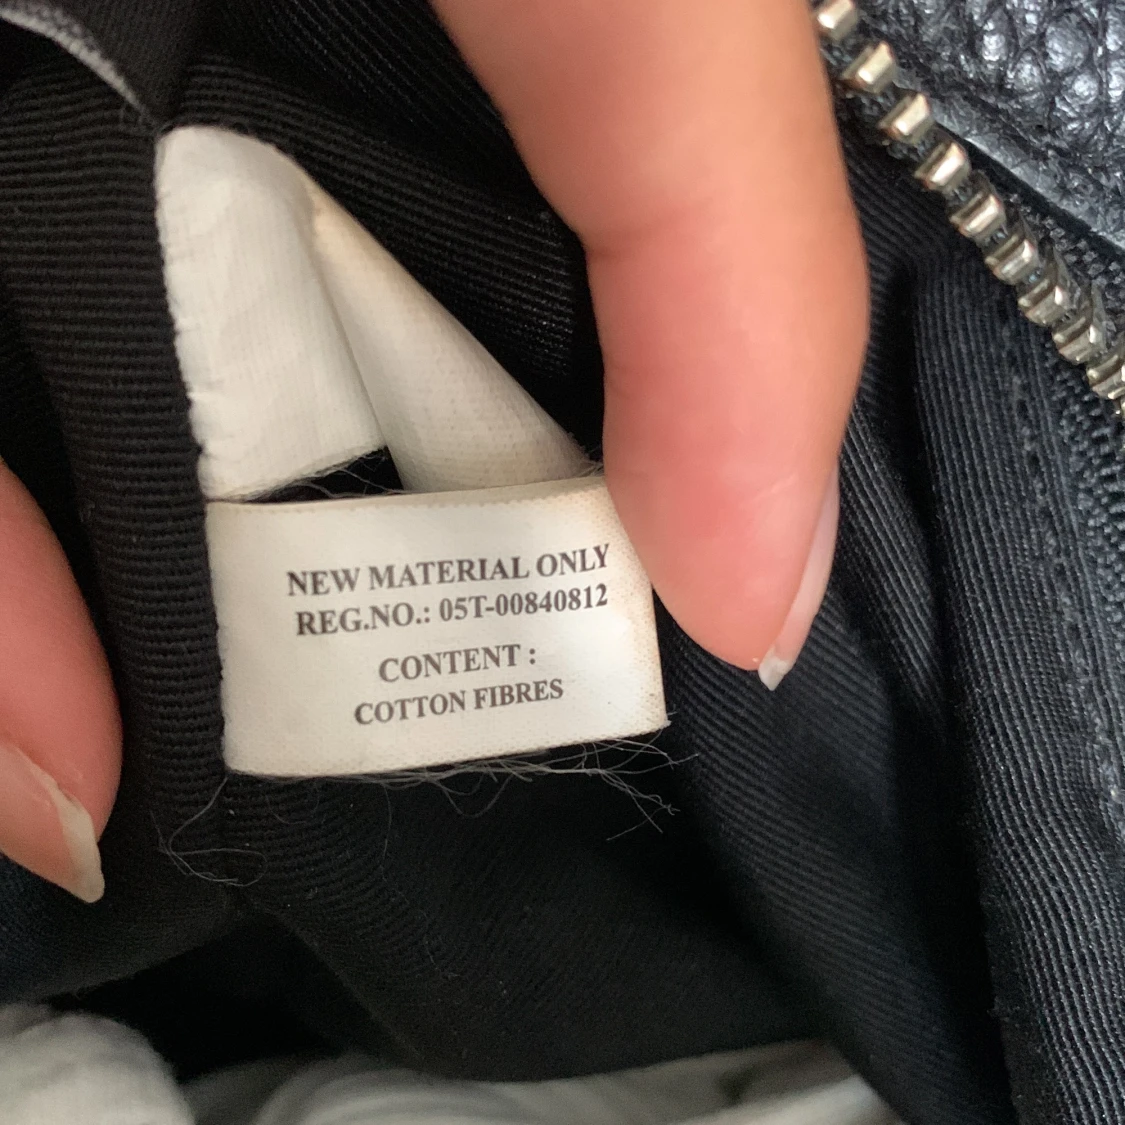 NEW MATERIAL ONLY
REG.NO.: 05T-00840812
CONTENT :
COTTON FIBRES